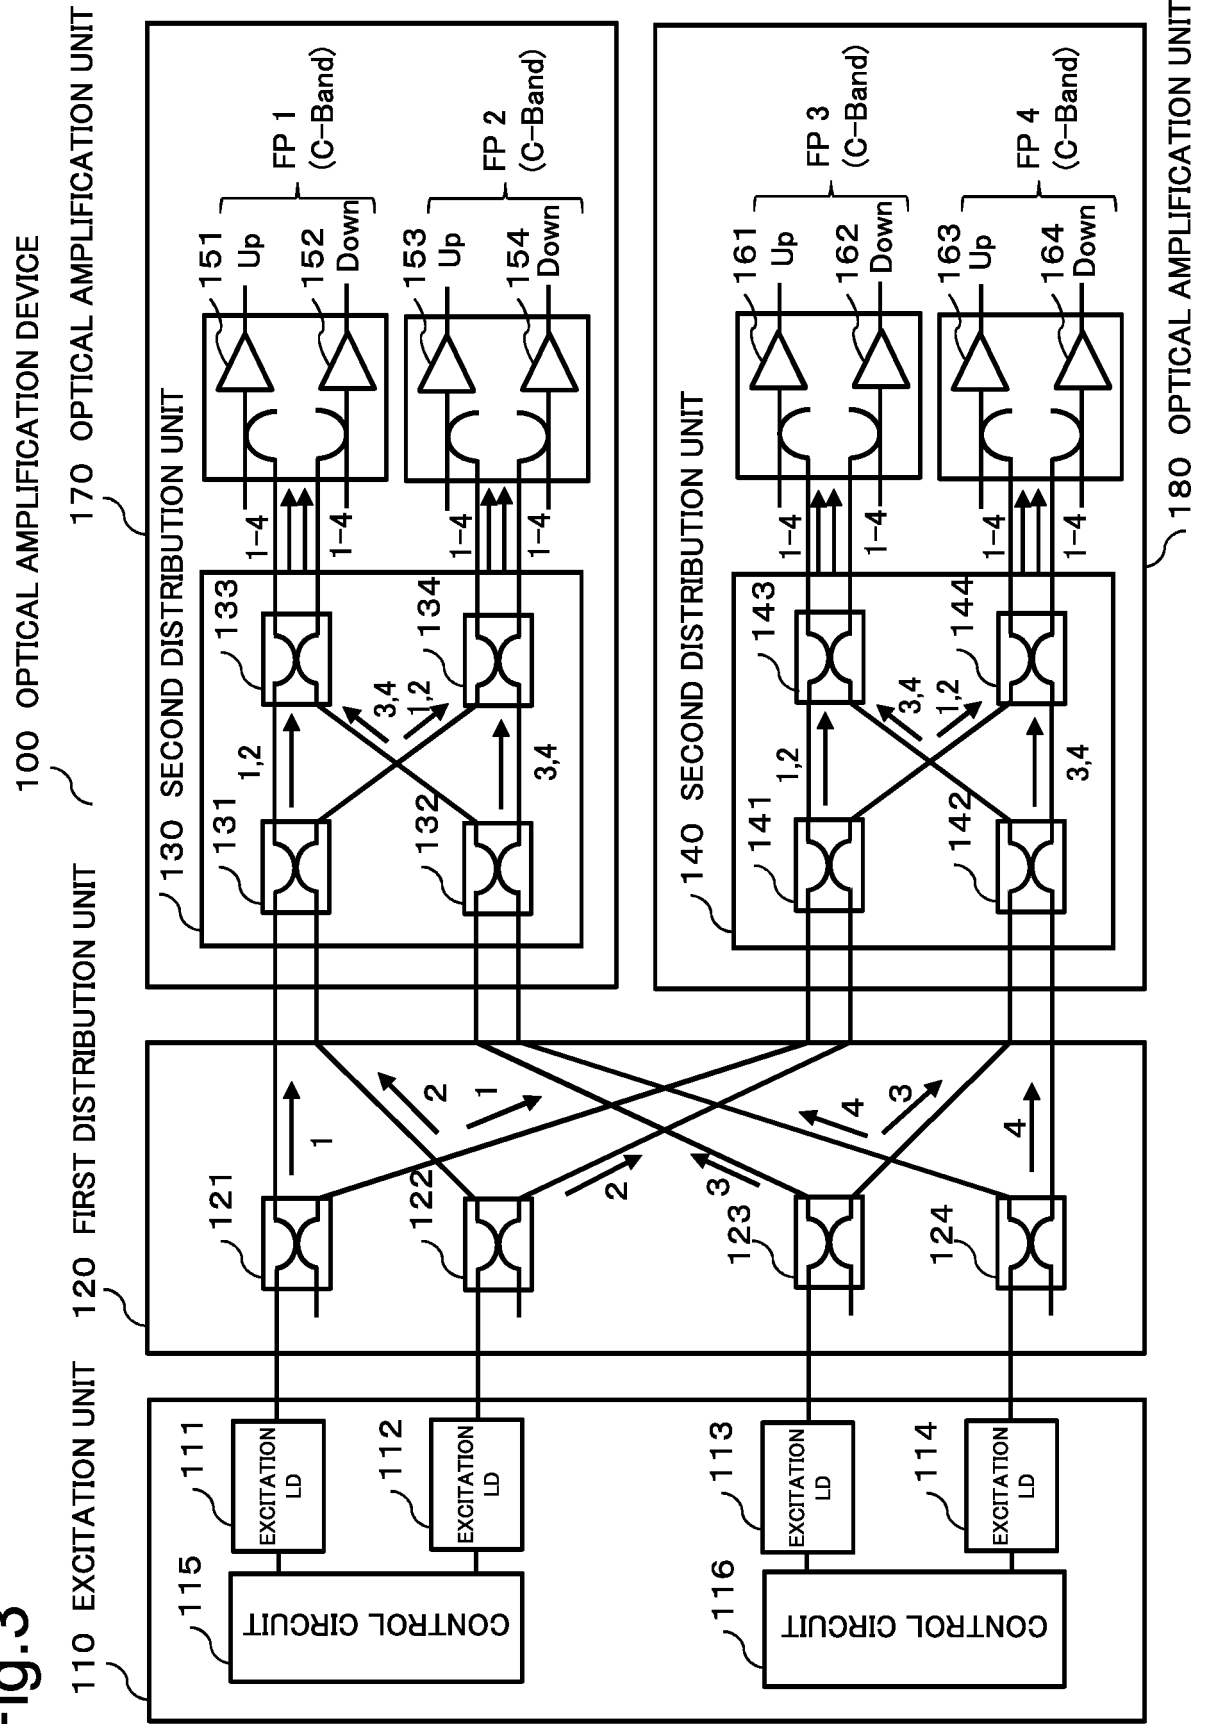 Fig.3
100 OPTICAL AMPLIFICATION DEVICE
110 EXCITATION UNIT
120 FIRST DISTRIBUTION UNIT
170 OPTICAL AMPLIFICATION UNIT
130 SECOND DISTRIBUTION UNIT
115
CONTROL CIRCUIT
111
EXCITATION
LD
112
EXCITATION
LD
116
CONTROL CIRCUIT
113
EXCITATION
LD
114
EXCITATION
LD
121
122
123
124
1
2
1
2
3
4
3
4
131
132
133
134
1,2
3,4
1,2
3,4
1-4
1-4
1-4
1-4
151
Up
152
Down
FP 1
(C-Band)
153
Up
154
Down
FP 2
(C-Band)
140 SECOND DISTRIBUTION UNIT
141
142
143
144
1,2
3,4
1,2
3,4
1-4
1-4
1-4
1-4
161
Up
162
Down
FP 3
(C-Band)
163
Up
164
Down
FP 4
(C-Band)
180 OPTICAL AMPLIFICATION UNIT